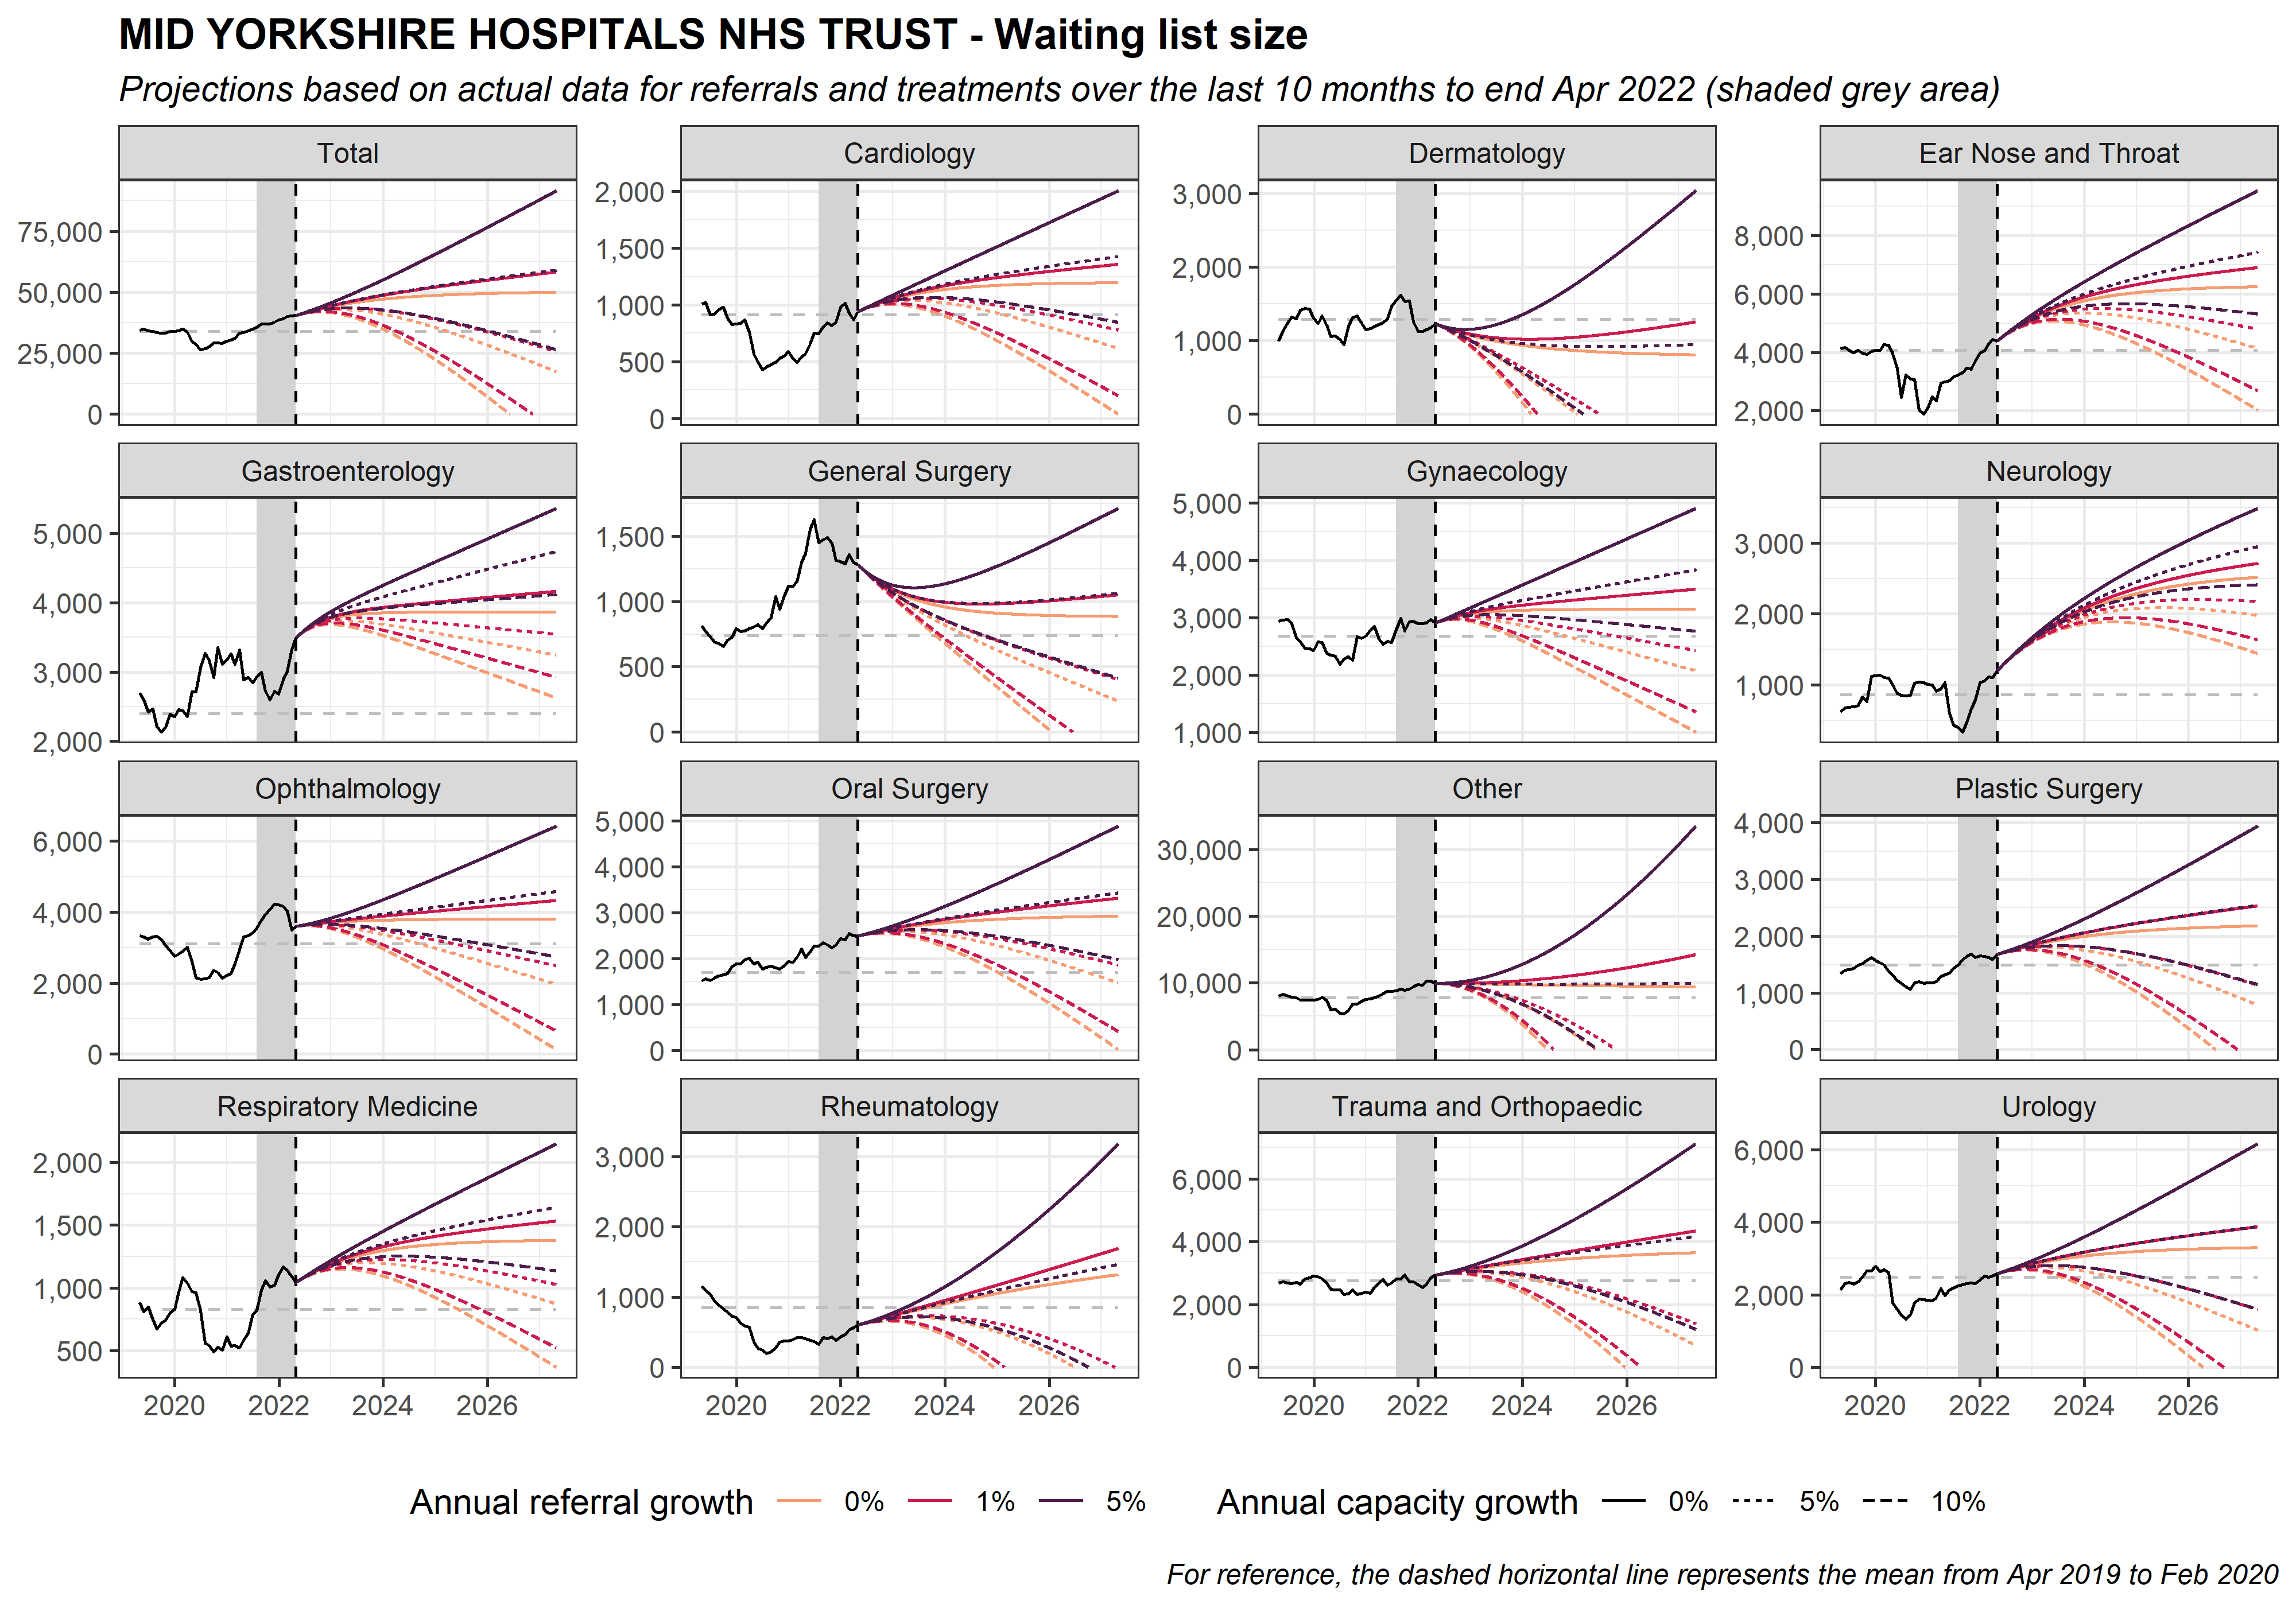 MID YORKSHIRE HOSPITALS NHS TRUST - Waiting list size
Projections based on actual data for referrals and treatments over the last 10 months to end Apr 2022 (shaded grey area)
Total
Cardiology
Dermatology
Ear Nose and Throat
75,000
50,000
25,000
0
2,000
1,500
1,000
500
0
3,000
2,000
1,000
0
8,000
6,000
4,000
2,000
Gastroenterology
General Surgery
Gynaecology
Neurology
5,000
4,000
3,000
2,000
1,500
1,000
500
0
5,000
4,000
3,000
2,000
1,000
3,000
2,000
1,000
Ophthalmology
Oral Surgery
Other
Plastic Surgery
6,000
4,000
2,000
0
5,000
4,000
3,000
2,000
1,000
0
30,000
20,000
10,000
0
4,000
3,000
2,000
1,000
0
Respiratory Medicine
Rheumatology
Trauma and Orthopaedic
Urology
2,000
1,500
1,000
500
3,000
2,000
1,000
0
6,000
4,000
2,000
0
6,000
4,000
2,000
0
2020 2022 2024 2026
2020 2022 2024 2026
2020 2022 2024 2026
2020 2022 2024 2026
Annual referral growth 0% 1% 5%
Annual capacity growth 0% 5% 10%
For reference, the dashed horizontal line represents the mean from Apr 2019 to Feb 2020